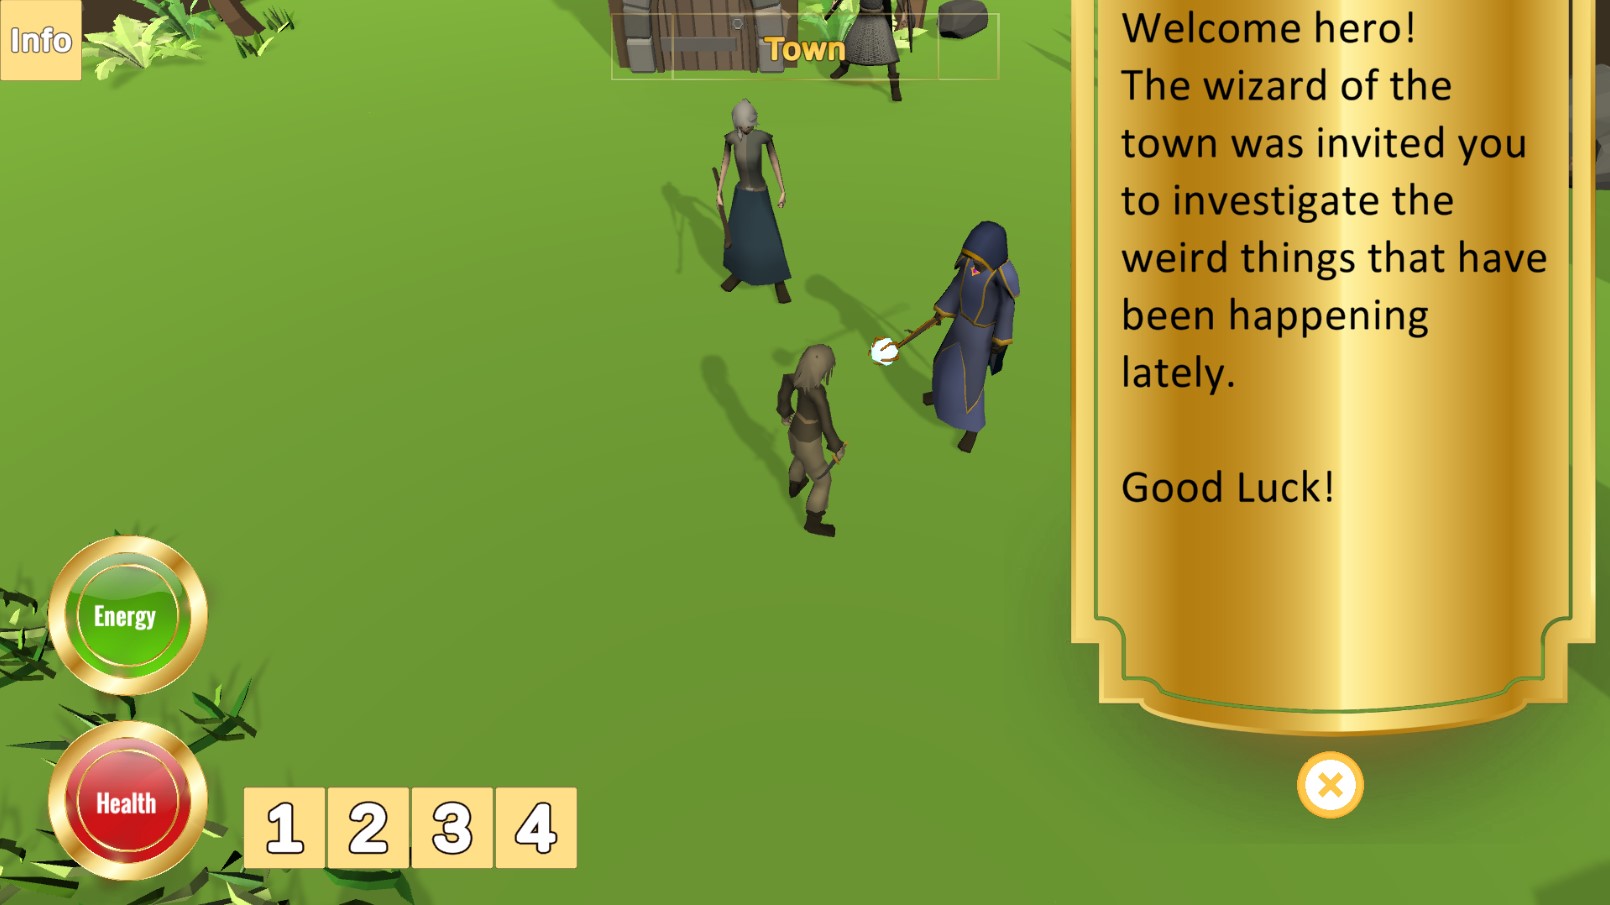 Info
Town
Welcome hero!
The wizard of the
town was invited you
to investigate the
weird things that have
been happening
lately.
Good Luck!
Energy
Health
1 2 3 4